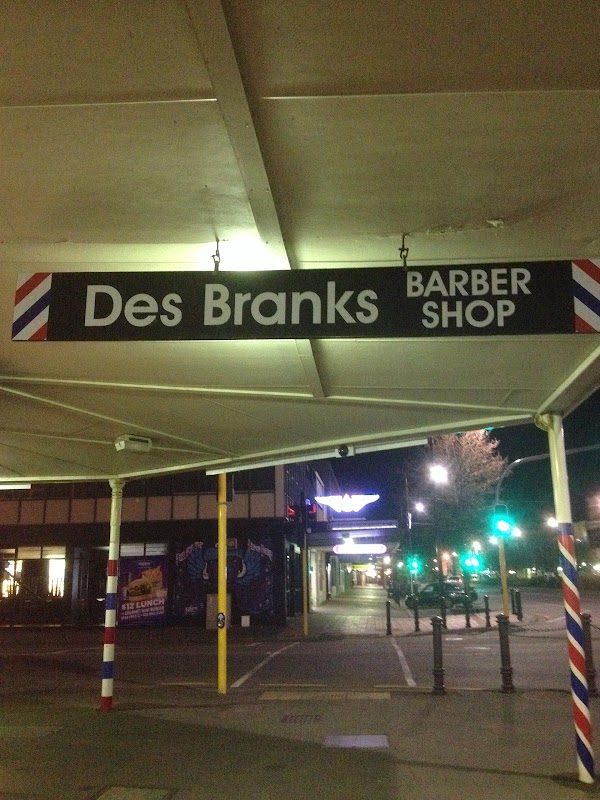 Des Branks
BARBER
SHOP
$12 LUNCH